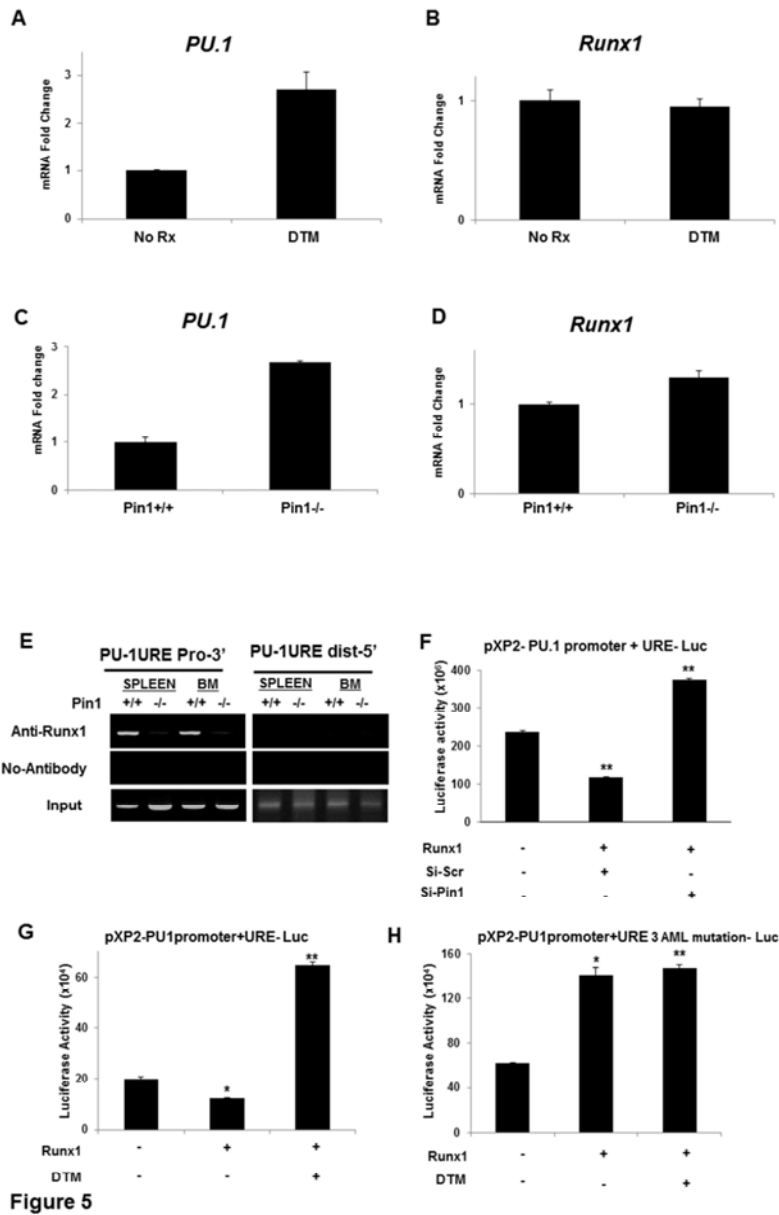 A
PU.1
mRNA Fold Change
3
2
1
0
No Rx
DTM
B
Runx1
mRNA Fold Change
1
0
No Rx
DTM
C
PU.1
mRNA Fold change
3
2
1
0
Pin1+/+
Pin1-/-
D
Runx1
mRNA Fold Change
1
0
Pin1+/+
Pin1-/-
E
PU-1URE Pro-3' PU-1URE dist-5'
SPLEEN BM SPLEEN BM
Pin1 +/+ -/- +/+ -/- +/+ -/- +/+ -/-
Anti-Runx1
No-Antibody
Input
F
pXP2- PU.1 promoter + URE- Luc
Luciferase activity (x10⁶)
400
300
200
100
0
**
**
Runx1 - + +
Si-Scr - + -
Si-Pin1 - - +
G
pXP2-PU1promoter+URE- Luc
Luciferase Activity (x10⁴)
60
40
20
0
*
**
Runx1 - + +
DTM - - +
H
pXP2-PU1promoter+URE 3 AML mutation- Luc
Luciferase Activity (x10⁴)
160
120
80
40
0
*
**
Runx1 - + +
DTM - - +
Figure 5